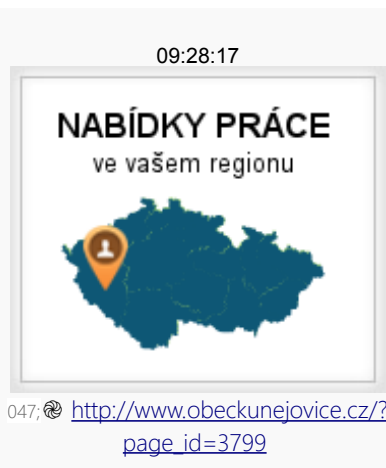 09:28:17
NABÍDKY PRÁCE
ve vašem regionu
047;֎ http://www.obeckunejovice.cz/?
page_id=3799